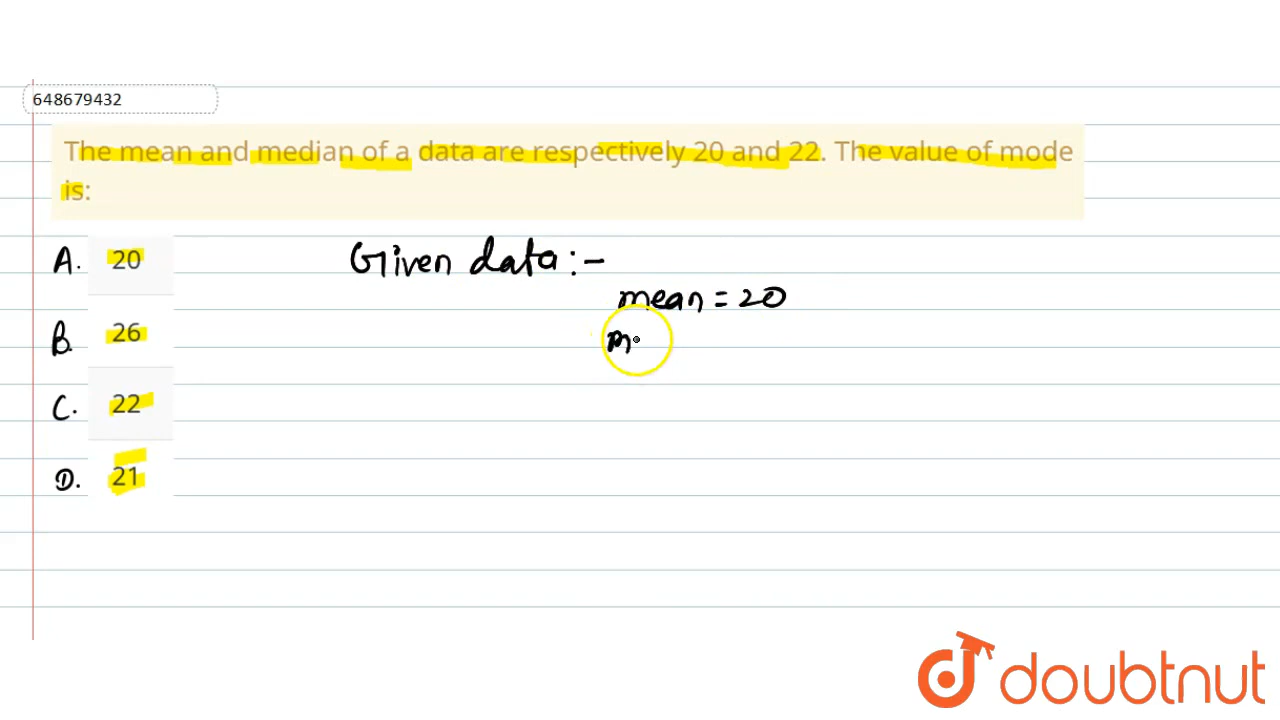 648679432
The mean and median of a data are respectively 20 and 22. The value of mode
is:
A. 20
Given data :-
mean = 20
B. 26
m
C. 22
D. 21
doubtnut